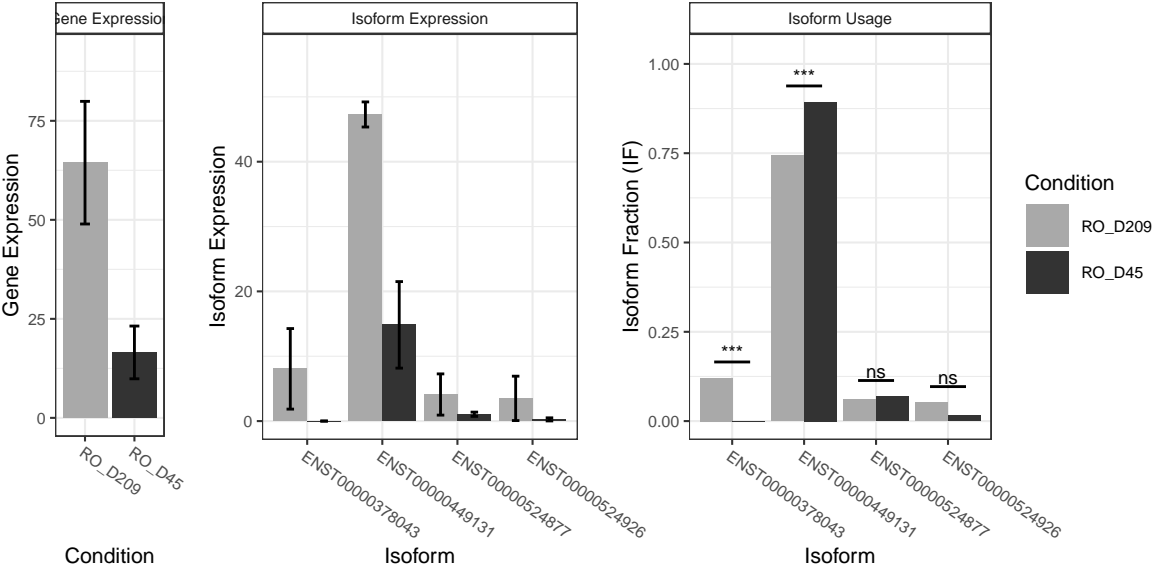 Gene Expression
Isoform Expression
Isoform Usage
Gene Expression
75
50
25
0
RO_D209
RO_D45
Condition
Isoform Expression
40
20
0
ENST00000378043
ENST00000449131
ENST00000524877
ENST00000524926
Isoform
Isoform Fraction (IF)
1.00
0.75
0.50
0.25
0.00
***
***
ns
ns
ENST00000378043
ENST00000449131
ENST00000524877
ENST00000524926
Isoform
Condition
RO_D209
RO_D45